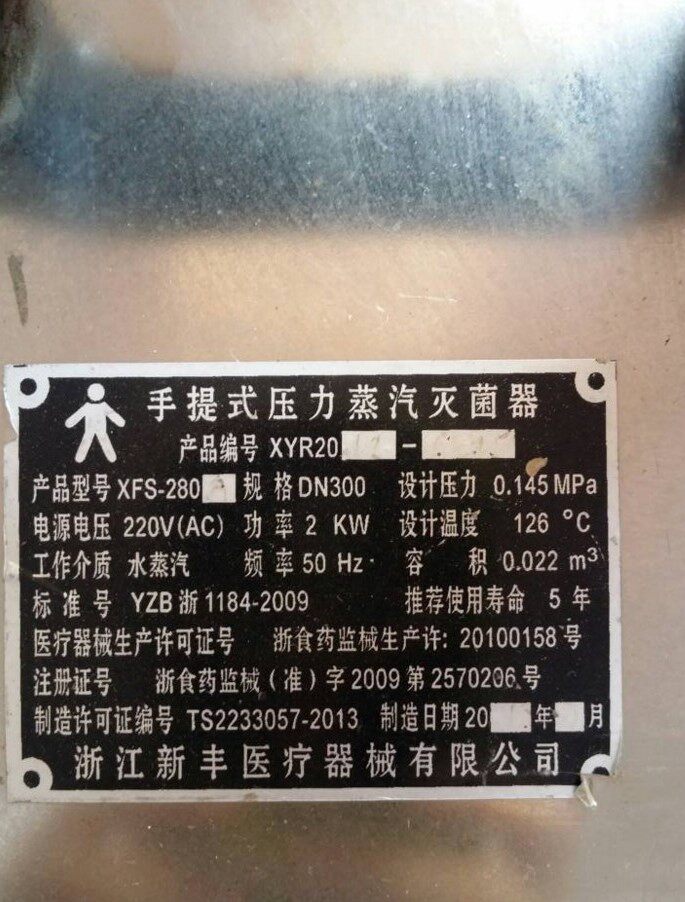 手提式压力蒸汽灭菌器
产品编号 XYR20 -
产品型号 XFS-280 规格 DN300 设计压力 0.145 MPa
电源电压 220V(AC) 功率 2 KW 设计温度 126 °C
工作介质 水蒸汽 频率 50 Hz 容积 0.022 m³
标准号 YZB 浙 1184-2009 推荐使用寿命 5 年
医疗器械生产许可证号 浙食药监械生产许: 20100158 号
注册证号 浙食药监械(准)字 2009 第 2570206 号
制造许可证编号 TS2233057-2013 制造日期 20 年 月
浙江新丰医疗器械有限公司